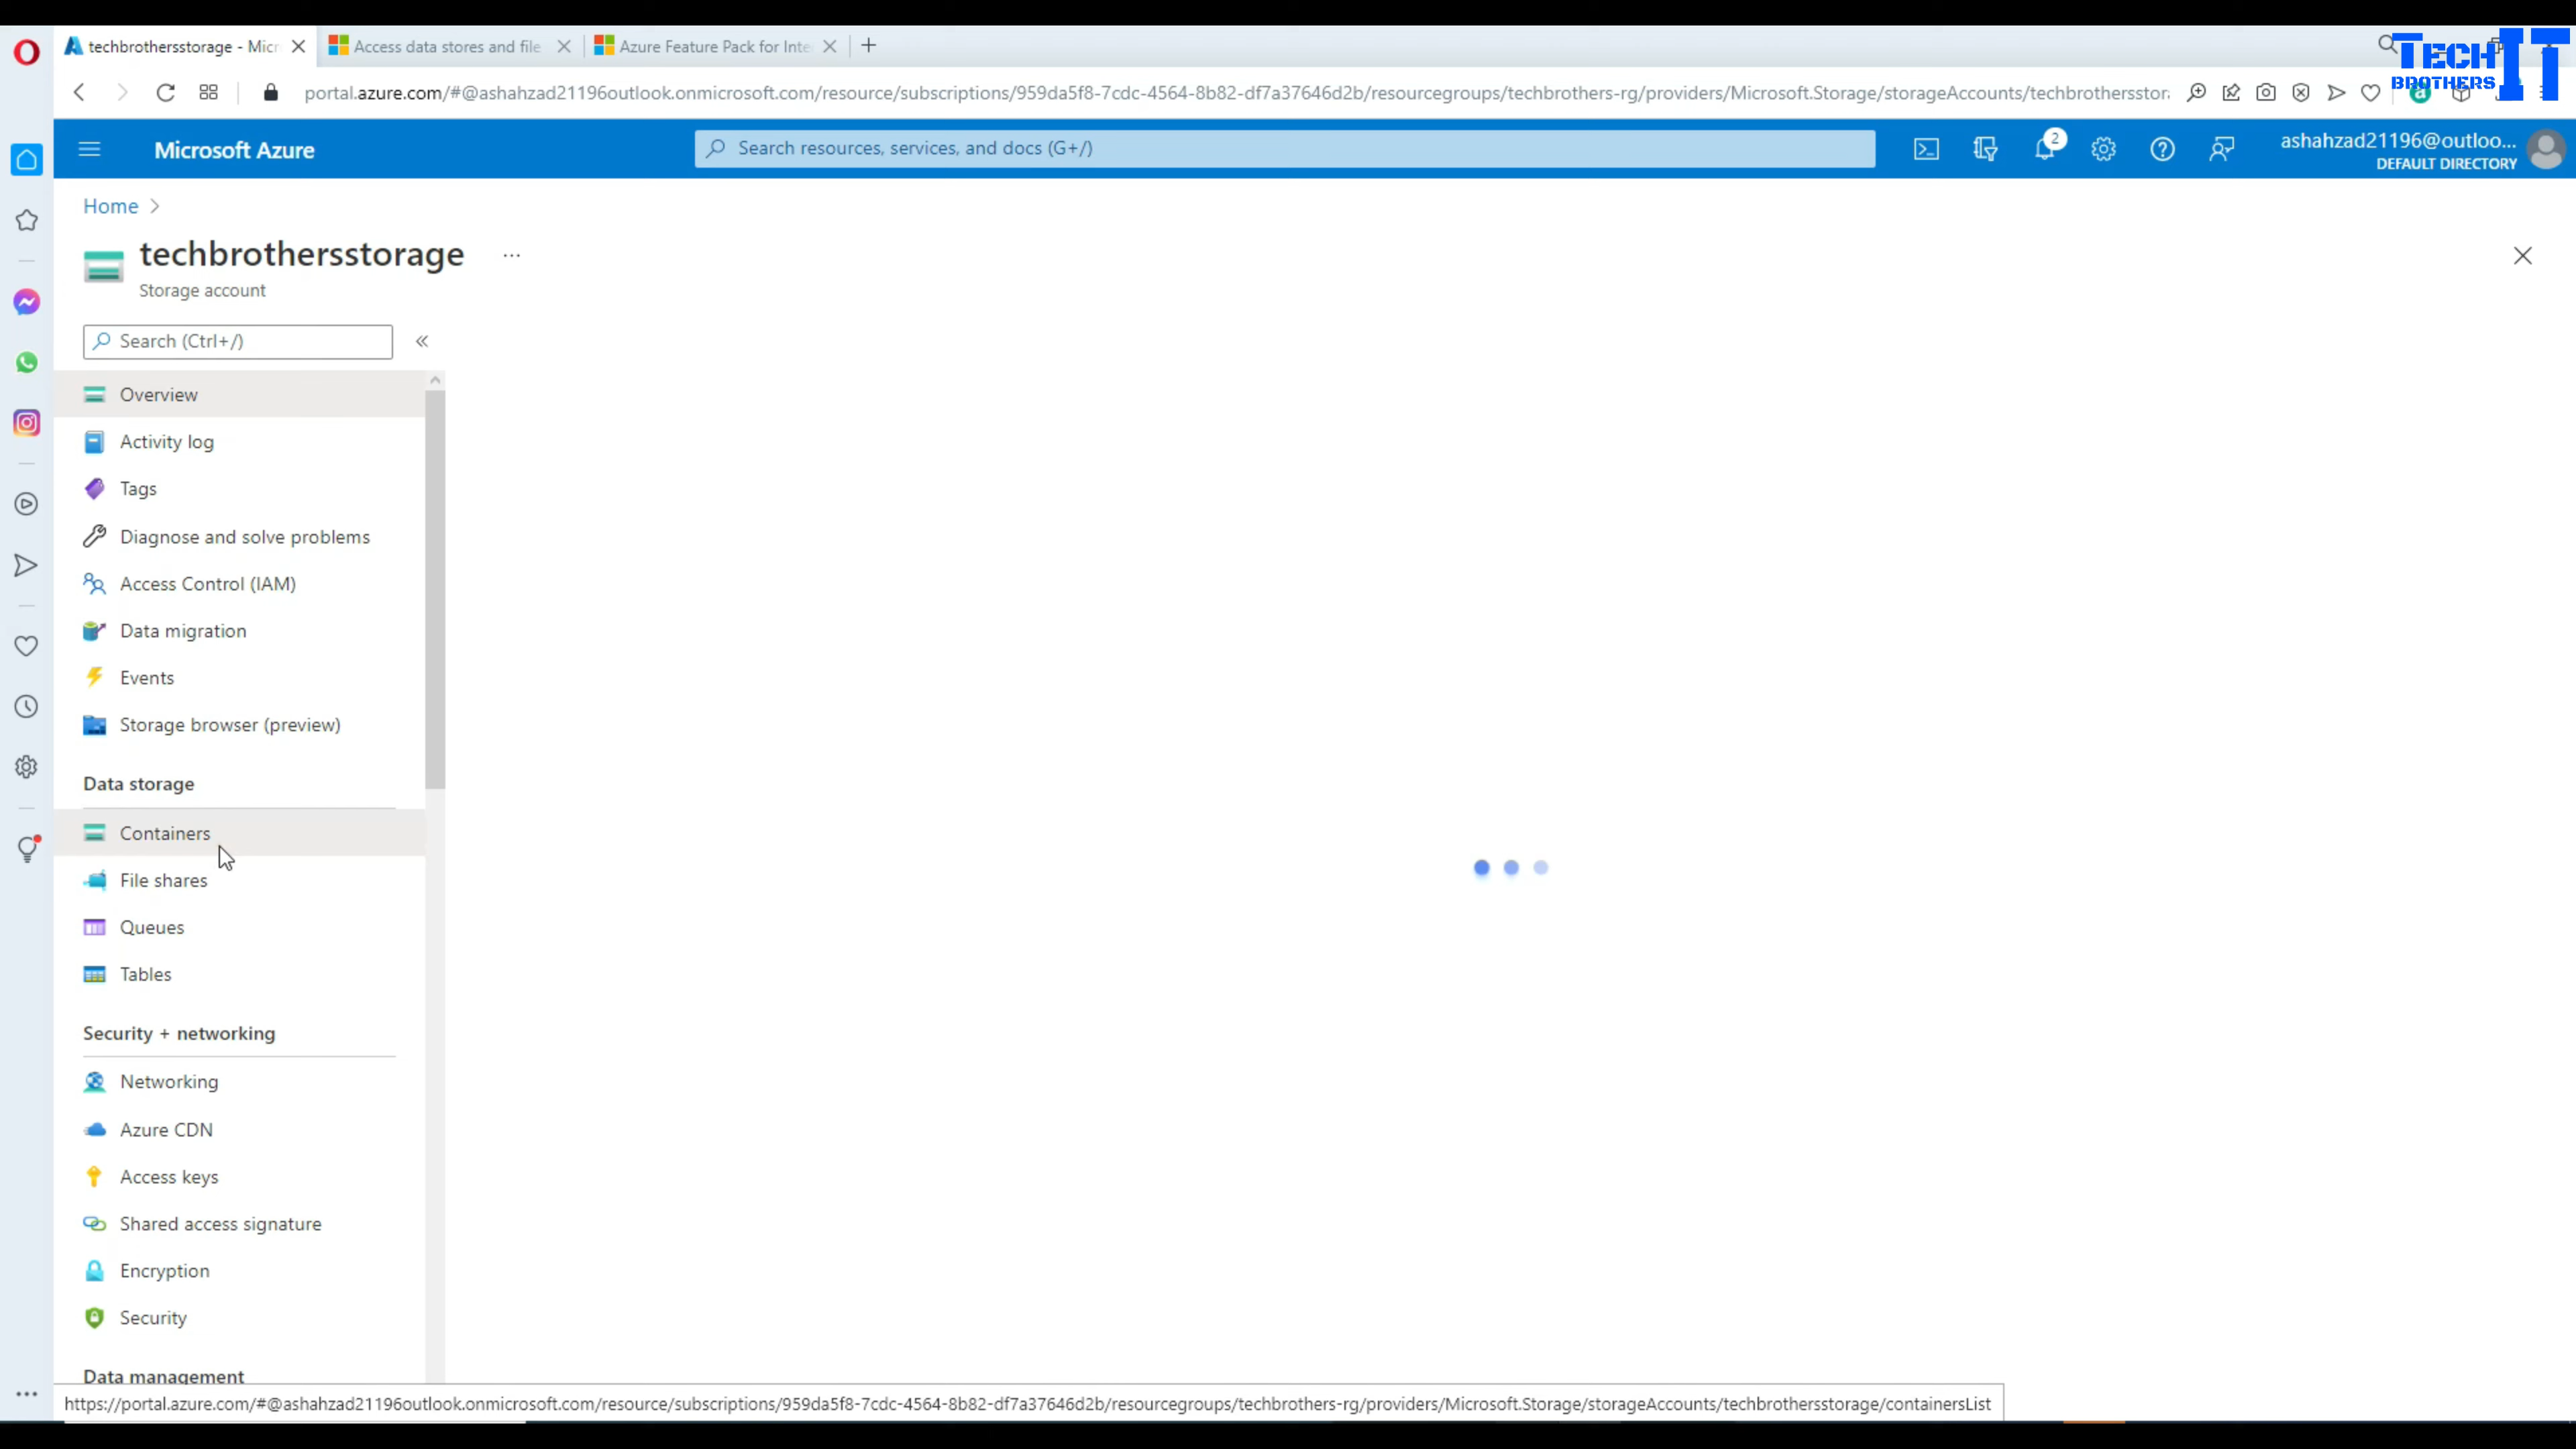 techbrothersstorage - Micr
Access data stores and file
Azure Feature Pack for Inte
TECH IT
BROTHERS
portal.azure.com/#@ashahzad21196outlook.onmicrosoft.com/resource/subscriptions/959da5f8-7cdc-4564-8b82-df7a37646d2b/resourcegroups/techbrothers-rg/providers/Microsoft.Storage/storageAccounts/techbrothersstor
Microsoft Azure
Search resources, services, and docs (G+/)
2
ashahzad21196@outloo...
DEFAULT DIRECTORY
Home
techbrothersstorage
Storage account
Search (Ctrl+/)
Overview
Activity log
Tags
Diagnose and solve problems
Access Control (IAM)
Data migration
Events
Storage browser (preview)
Data storage
Containers
File shares
Queues
Tables
Security + networking
Networking
Azure CDN
Access keys
Shared access signature
Encryption
Security
Data management
https://portal.azure.com/#@ashahzad21196outlook.onmicrosoft.com/resource/subscriptions/959da5f8-7cdc-4564-8b82-df7a37646d2b/resourcegroups/techbrothers-rg/providers/Microsoft.Storage/storageAccounts/techbrothersstorage/containersList